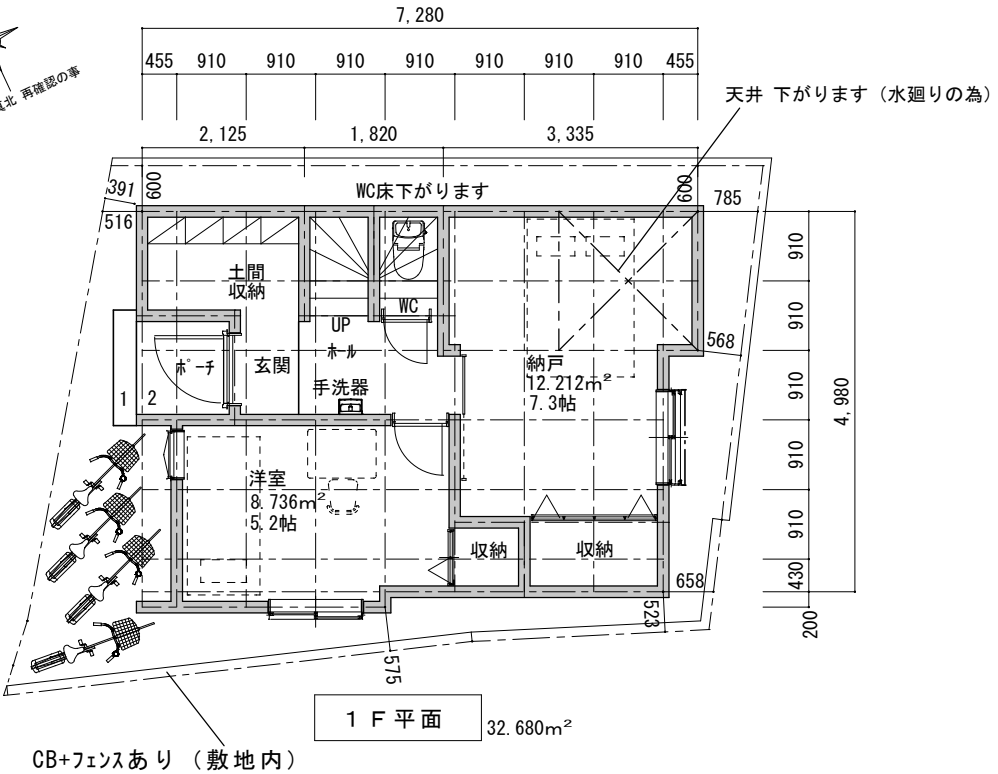 7,280
455 910 910 910 910 910 910 910 455
真北 再確認の事
天井 下がります（水廻りの為）
2,125 1,820 3,335
391
600
WC床下がります
600
785
516
910
土間
収納
910
WC
UP
ホール
568
ポーチ
玄関
納戸
12.212m²
7.3帖
910
手洗器
1 2
4,980
910
洋室
8.736m²
5.2帖
910
収納
収納
658
430
523
200
575
1F平面
32.680m²
CB+フェンスあり（敷地内）